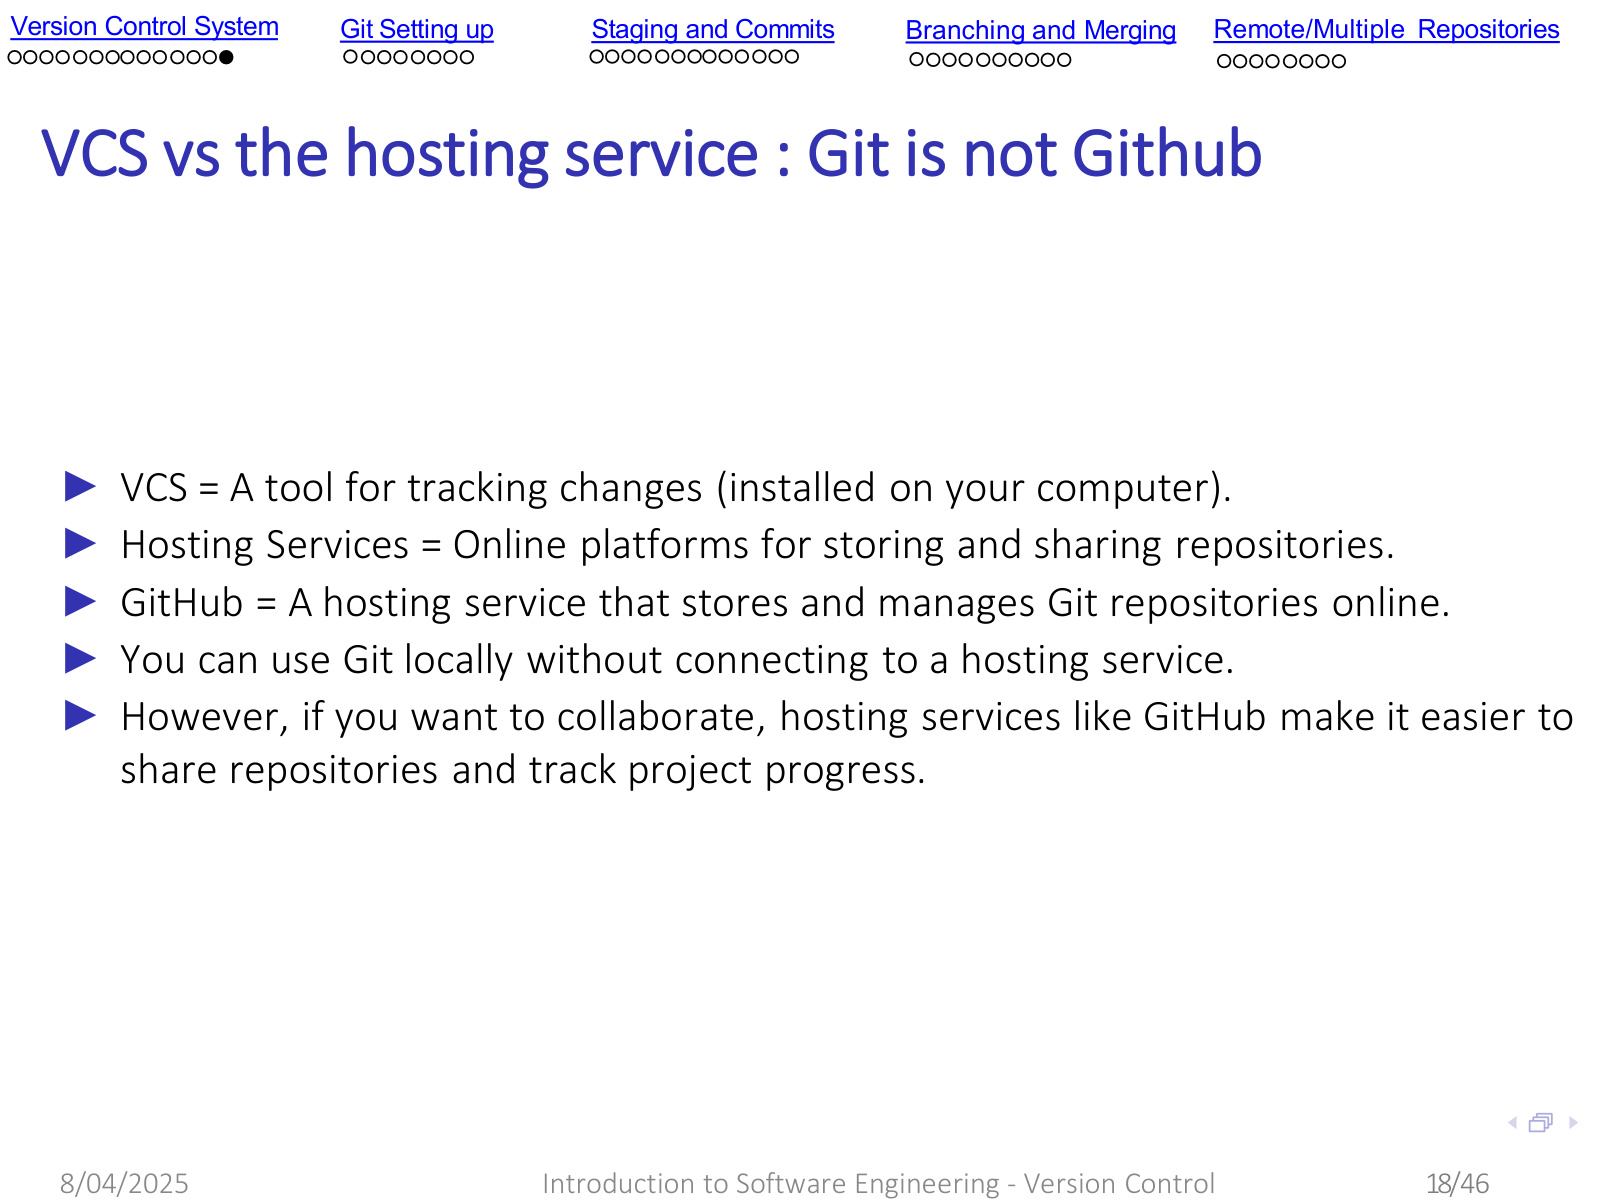 Version Control System
Git Setting up
Staging and Commits
Branching and Merging
Remote/Multiple Repositories
VCS vs the hosting service : Git is not Github
VCS = A tool for tracking changes (installed on your computer).
Hosting Services = Online platforms for storing and sharing repositories.
GitHub = A hosting service that stores and manages Git repositories online.
You can use Git locally without connecting to a hosting service.
However, if you want to collaborate, hosting services like GitHub make it easier to
share repositories and track project progress.
8/04/2025
Introduction to Software Engineering - Version Control
18/46